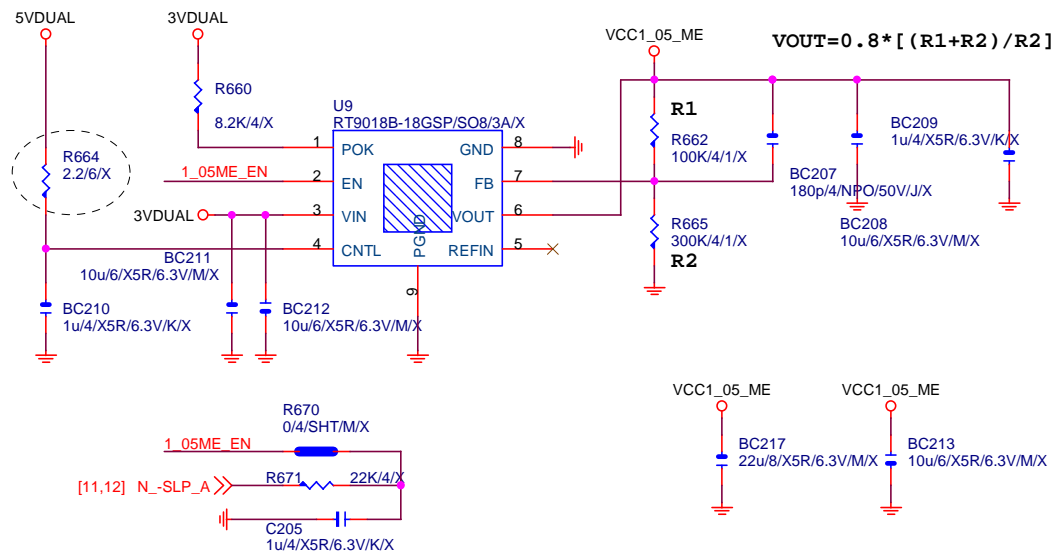 5VDUAL
3VDUAL
VCC1_05_ME
VOUT=0.8*[(R1+R2)/R2]
R660
8.2K/4/X
U9
RT9018B-18GSP/SO8/3A/X
R1
R662
100K/4/1/X
BC209
1u/4/X5R/6.3V/K/X
1
POK
GND
8
R664
2.2/6/X
1_05ME_EN
2
EN
FB
7
BC207
180p/4/NPO/50V/J/X
3VDUAL
3
VIN
VOUT
6
R665
300K/4/1/X
BC208
10u/6/X5R/6.3V/M/X
4
CNTL
PGND
REFIN
5
R2
BC211
10u/6/X5R/6.3V/M/X
9
BC210
1u/4/X5R/6.3V/K/X
BC212
10u/6/X5R/6.3V/M/X
R670
0/4/SHT/M/X
1_05ME_EN
[11,12]
N_-SLP_A
R671
22K/4/X
C205
1u/4/X5R/6.3V/K/X
VCC1_05_ME
VCC1_05_ME
BC217
22u/8/X5R/6.3V/M/X
BC213
10u/6/X5R/6.3V/M/X